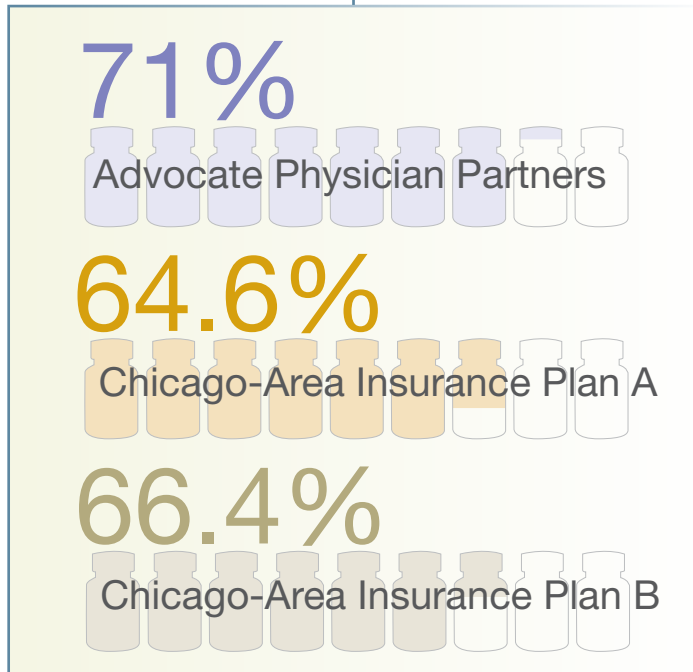 71%
Advocate Physician Partners
64.6%
Chicago-Area Insurance Plan A
66.4%
Chicago-Area Insurance Plan B